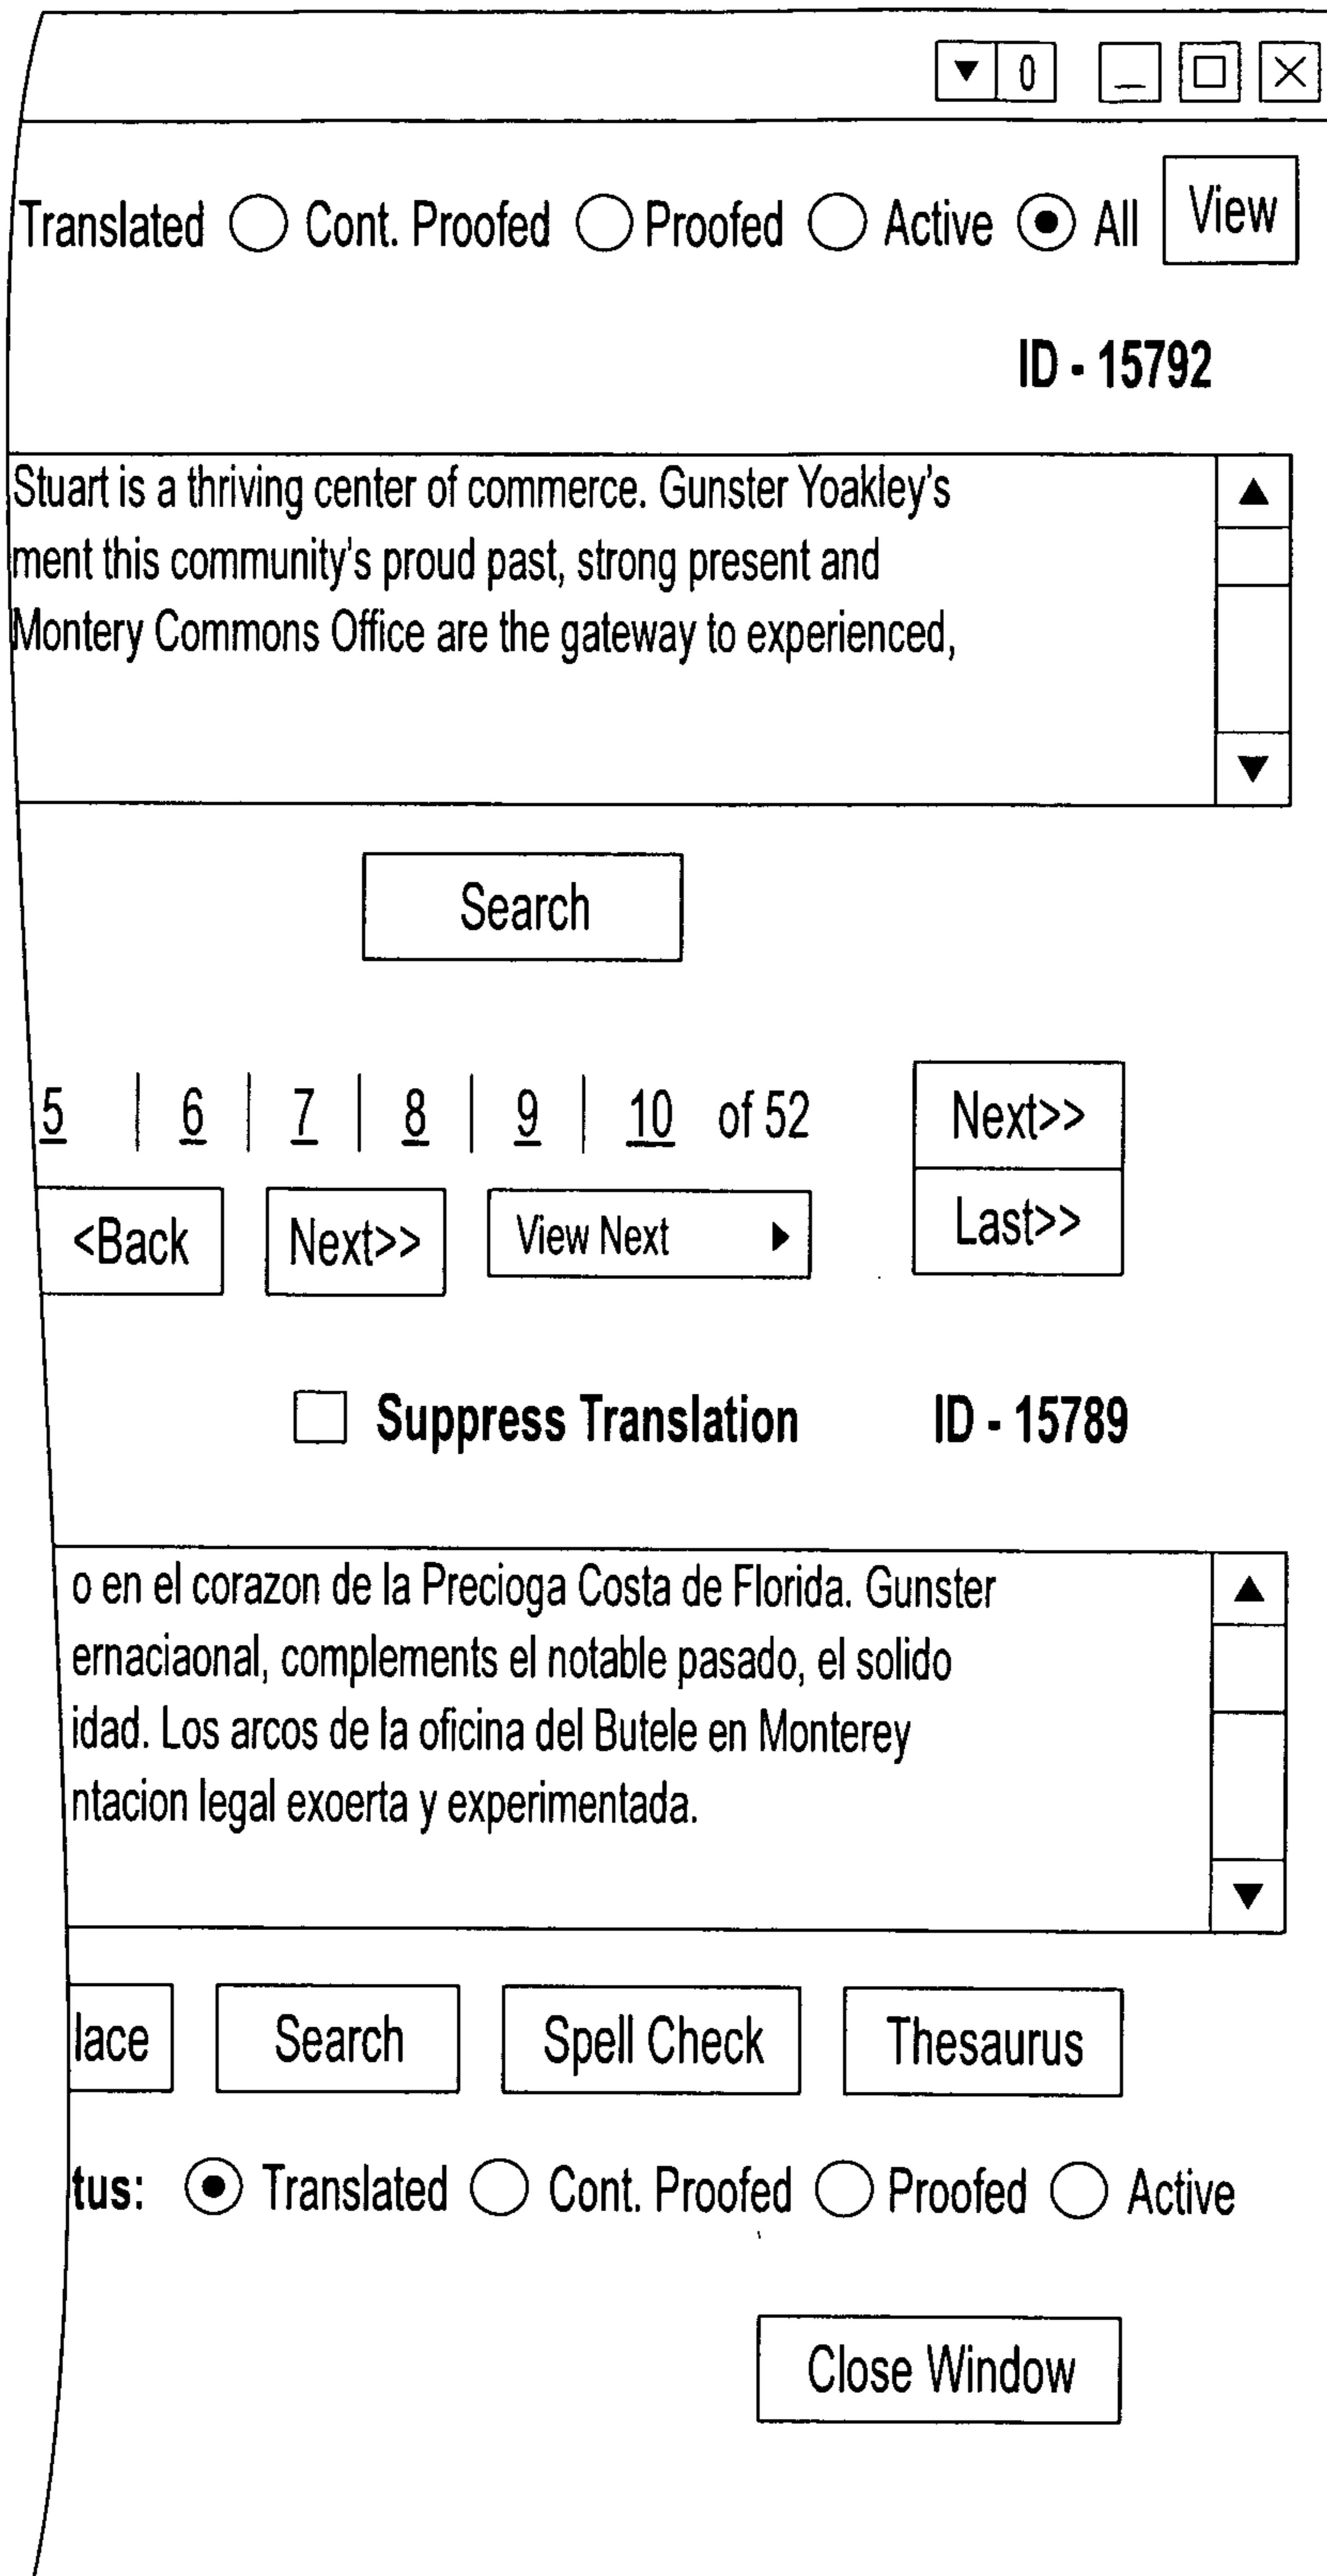 0
Translated Cont. Proofed Proofed Active All View
ID - 15792
Stuart is a thriving center of commerce. Gunster Yoakley's
ment this community's proud past, strong present and
Montery Commons Office are the gateway to experienced,
Search
5 | 6 | 7 | 8 | 9 | 10 of 52 Next>>
<Back Next>> View Next Last>>
Suppress Translation ID - 15789
o en el corazon de la Precioga Costa de Florida. Gunster
ernaciaonal, complements el notable pasado, el solido
idad. Los arcos de la oficina del Butele en Monterey
ntacion legal exoerta y experimentada.
lace Search Spell Check Thesaurus
tus: Translated Cont. Proofed Proofed Active
Close Window